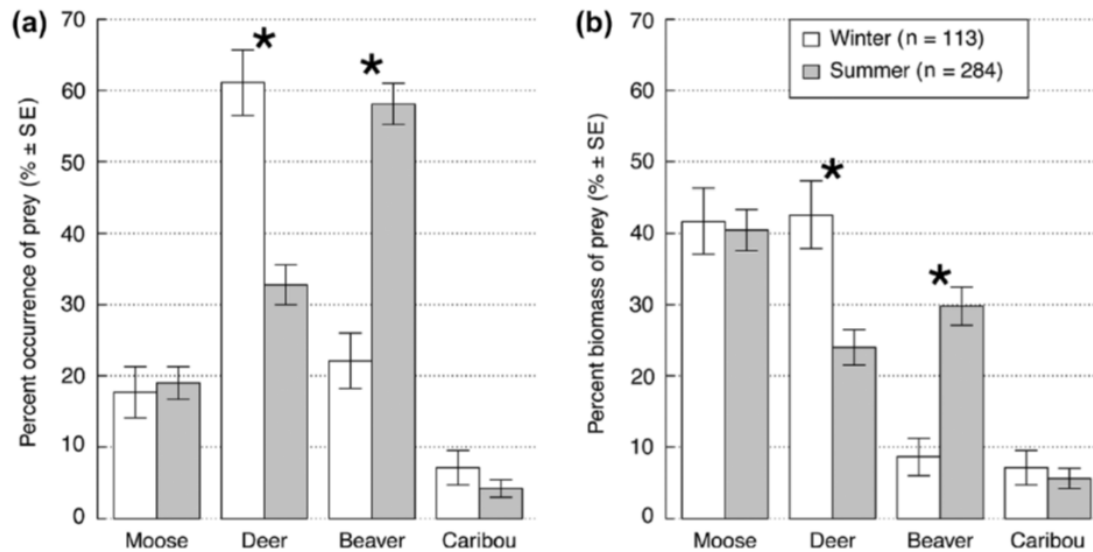 (a)
Percent occurrence of prey (% ± SE)
70
60
50
40
30
20
10
0
*
*
Moose Deer Beaver Caribou
(b)
Percent biomass of prey (% ± SE)
70
60
50
40
30
20
10
0
Winter (n = 113)
Summer (n = 284)
*
*
Moose Deer Beaver Caribou